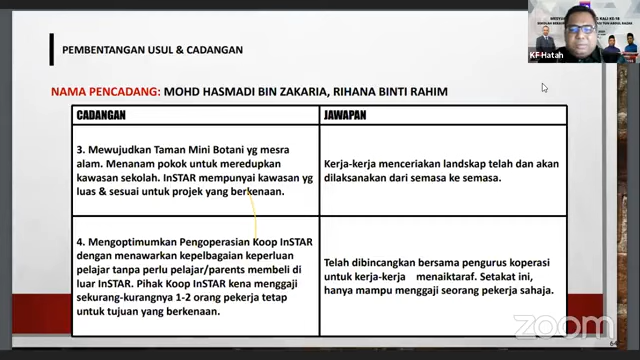 PEMBENTANGAN USUL & CADANGAN
KF Hatah
NAMA PENCADANG: MOHD HASMADI BIN ZAKARIA, RIHANA BINTI RAHIM
CADANGAN
JAWAPAN
3. Mewujudkan Taman Mini Botani yg mesra
alam. Menanam pokok untuk meredupkan
kawasan sekolah. InSTAR mempunyai kawasan yg
luas & sesuai untuk projek yang berkenaan.
Kerja-kerja menceriakan landskap telah dan akan
dilaksanakan dari semasa ke semasa.
4. Mengoptimumkan Pengoperasian Koop InSTAR
dengan menawarkan kepelbagaian keperluan
pelajar tanpa perlu pelajar/parents membeli di
luar InSTAR. Pihak Koop InSTAR kena menggaji
sekurang-kurangnya 1-2 orang pekerja tetap
untuk tujuan yang berkenaan.
Telah dibincangkan bersama pengurus koperasi
untuk kerja-kerja menaiktaraf. Setakat ini,
hanya mampu menggaji seorang pekerja sahaja.
zoom
64